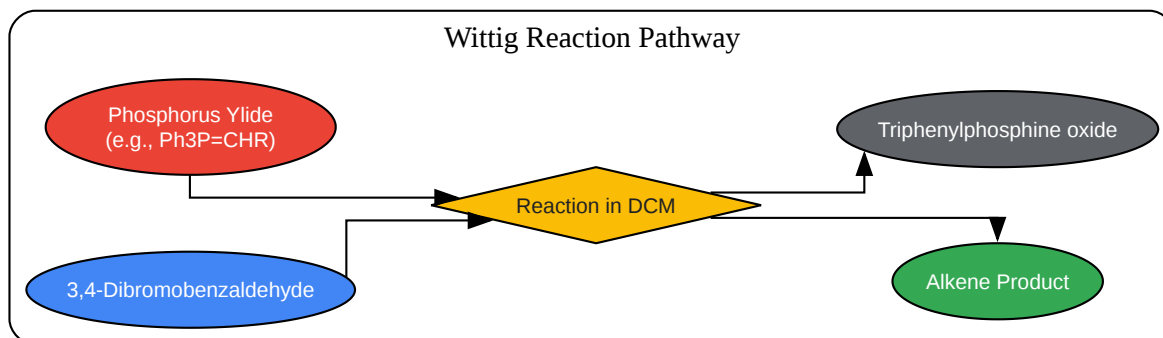 Wittig Reaction Pathway
Phosphorus Ylide
(e.g., Ph3P=CHR)
Triphenylphosphine oxide
Reaction in DCM
3,4-Dibromobenzaldehyde
Alkene Product